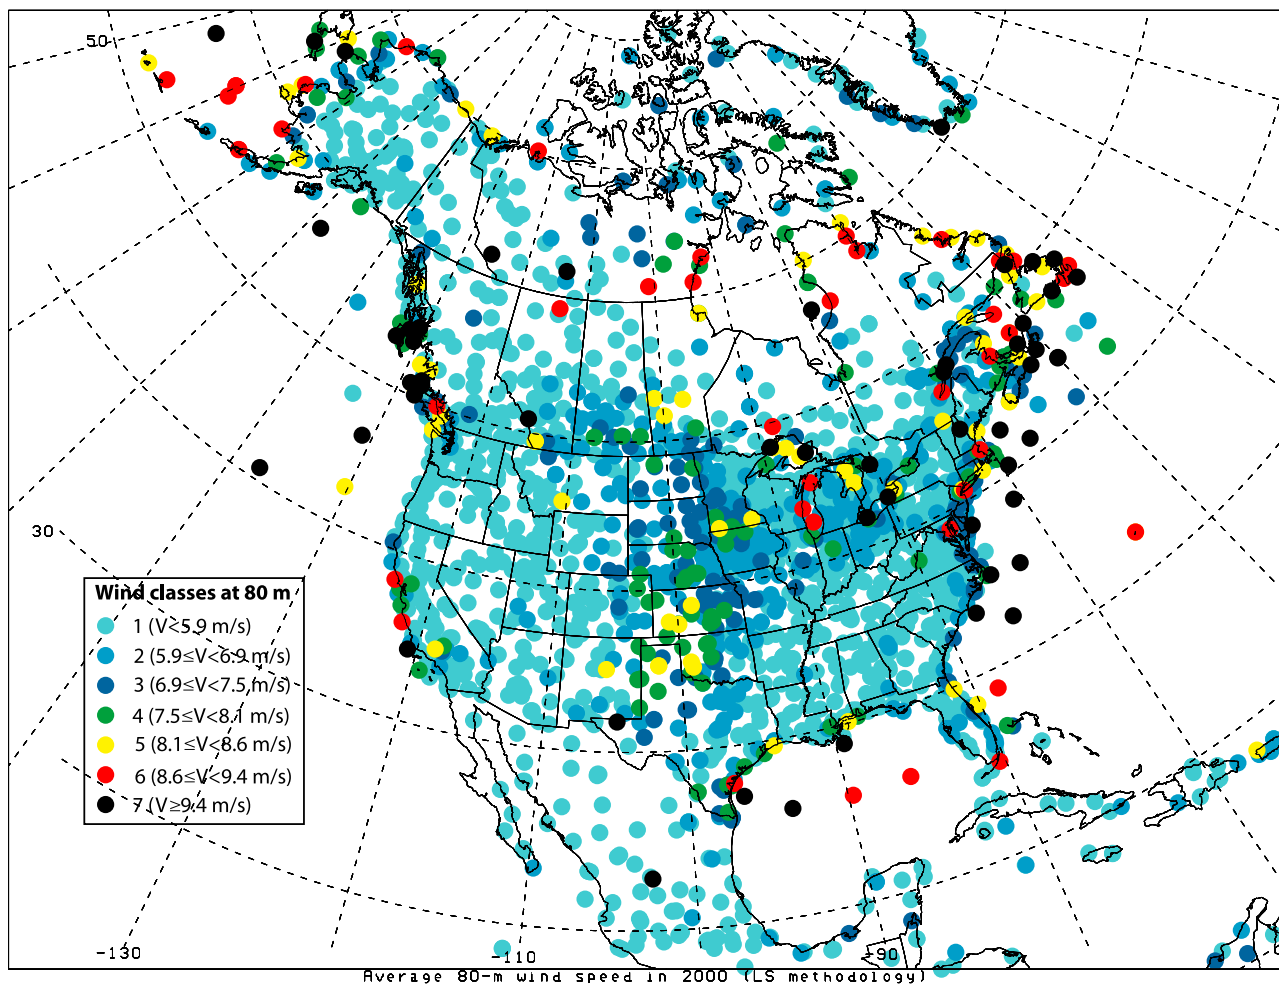 50
30
Wind classes at 80 m
1 (V<5.9 m/s)
2 (5.9≤V<6.9 m/s)
3 (6.9≤V<7.5 m/s)
4 (7.5≤V<8.1 m/s)
5 (8.1≤V<8.6 m/s)
6 (8.6≤V<9.4 m/s)
7 (V≥9.4 m/s)
-130
-110
-90
Average 80-m wind speed in 2000 (LS methodology)